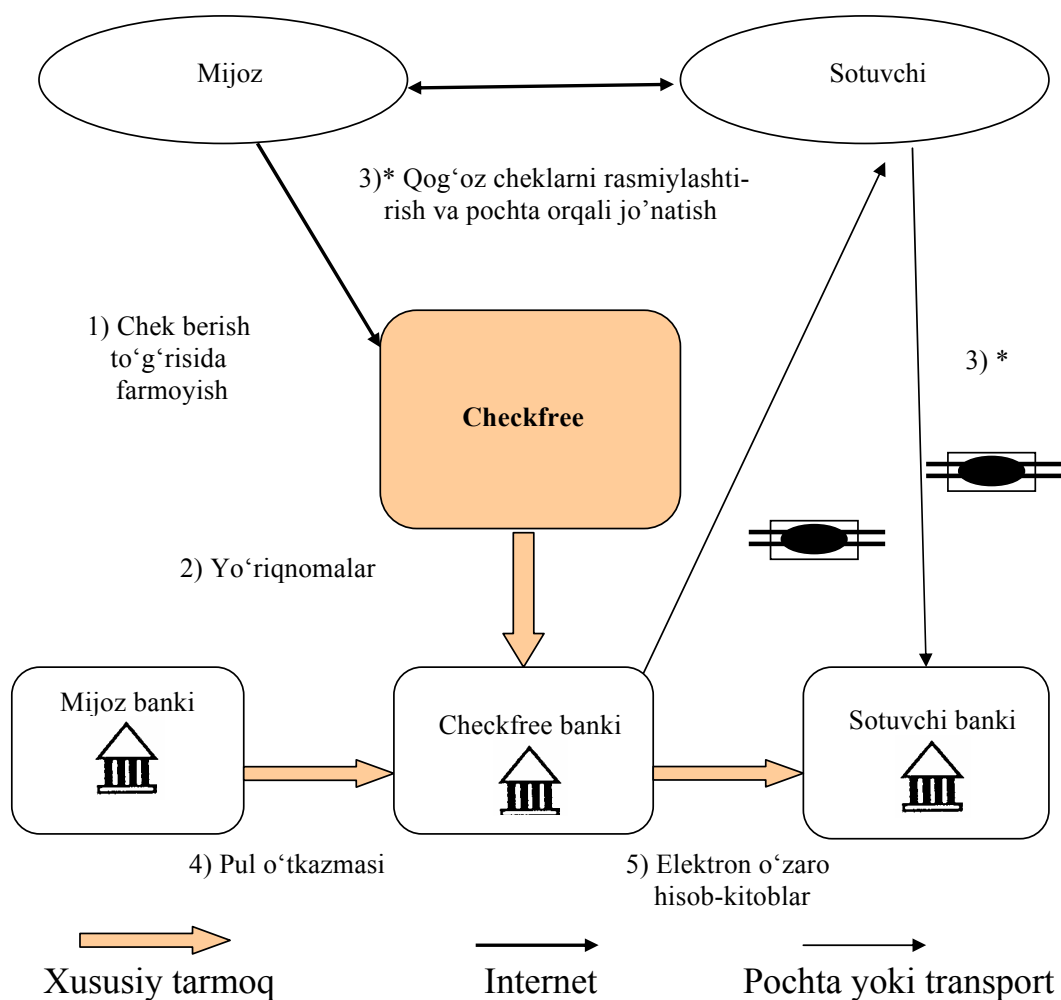 Mijoz
Sotuvchi
3)* Qog‘oz cheklarni rasmiylashti-
rish va pochta orqali jo’natish
1) Chek berish
to‘g‘risida
farmoyish
3) *
Checkfree
2) Yo‘riqnomalar
Mijoz banki
Checkfree banki
Sotuvchi banki
4) Pul o‘tkazmasi
5) Elektron o‘zaro
hisob-kitoblar
Xususiy tarmoq
Internet
Pochta yoki transport